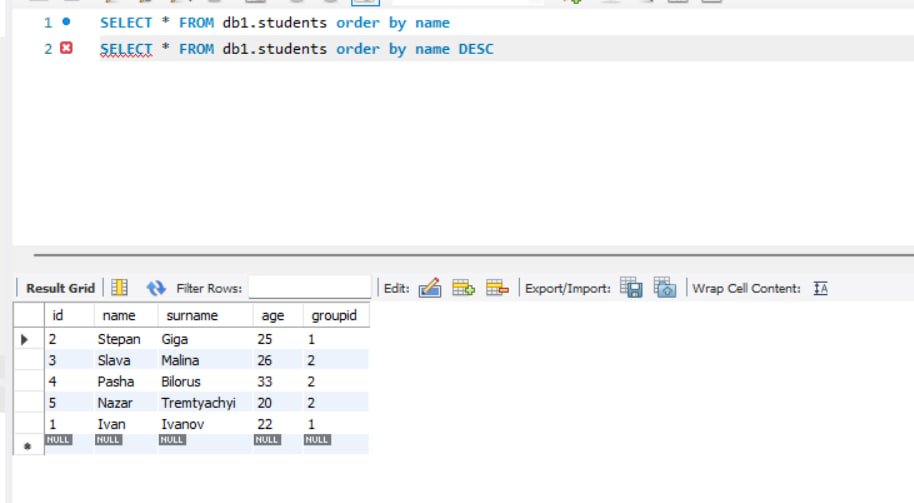 1 SELECT * FROM db1.students order by name
2 SELECT * FROM db1.students order by name DESC
Result Grid Filter Rows: Edit: Export/Import: Wrap Cell Content:
id name surname age groupid
2 Stepan Giga 25 1
3 Slava Malina 26 2
4 Pasha Bilorus 33 2
5 Nazar Tremtyachyi 20 2
1 Ivan Ivanov 22 1
NULL NULL NULL NULL NULL